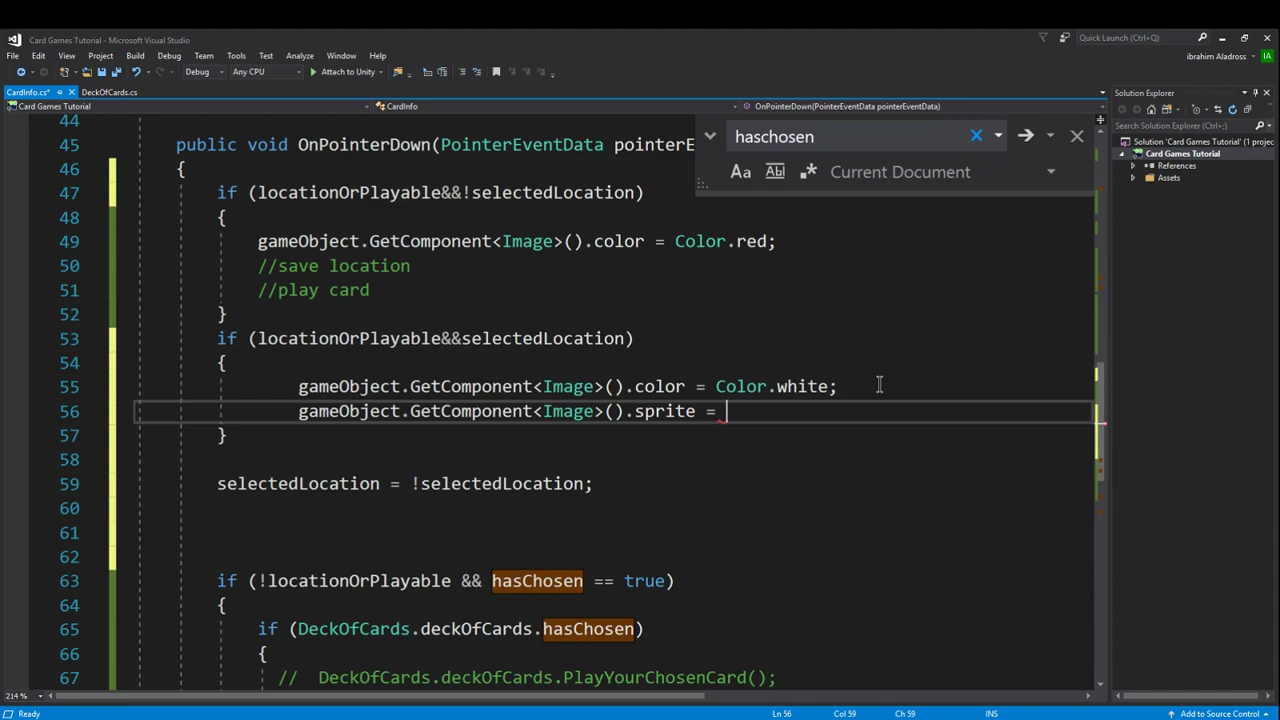 Card Games Tutorial - Microsoft Visual Studio
Quick Launch (Ctrl+Q)
File Edit View Project Build Debug Team Tools Test Analyze Window Help
ibrahim Aladross IA
Debug Any CPU Attach to Unity
CardInfo.cs* DeckOfCards.cs
Solution Explorer
Card Games Tutorial CardInfo OnPointerDown(PointerEventData pointerEventData)
haschosen
Search Solution Explorer (Ctrl+;)
Solution 'Card Games Tutorial' (1 projec
Card Games Tutorial
References
Assets
Aa Abl Current Document
44
45 public void OnPointerDown(PointerEventData pointerE
46 {
47 if (locationOrPlayable&&!selectedLocation)
48 {
49 gameObject.GetComponent<Image>().color = Color.red;
50 //save location
51 //play card
52 }
53 if (locationOrPlayable&&selectedLocation)
54 {
55 gameObject.GetComponent<Image>().color = Color.white;
56 gameObject.GetComponent<Image>().sprite =
57 }
58
59 selectedLocation = !selectedLocation;
60
61
62
63 if (!locationOrPlayable && hasChosen == true)
64 {
65 if (DeckOfCards.deckOfCards.hasChosen)
66 {
67 // DeckOfCards.deckOfCards.PlayYourChosenCard();
214 %
Ready Ln 56 Col 59 Ch 59 INS Add to Source Control